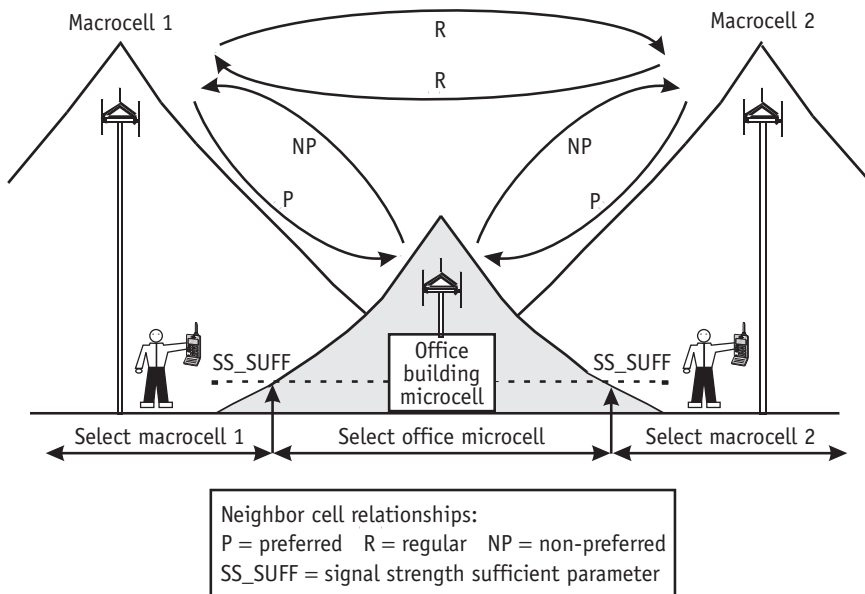 Macrocell 1
R
Macrocell 2
R
NP
NP
P
P
SS_SUFF
Office
building
microcell
SS_SUFF
Select macrocell 1
Select office microcell
Select macrocell 2
Neighbor cell relationships:
P = preferred R = regular NP = non-preferred
SS_SUFF = signal strength sufficient parameter